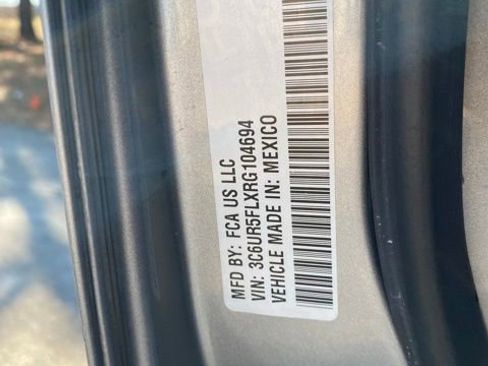 MFD BY: FCA US LLC
VIN: 3C6UR5FLXRG104694
VEHICLE MADE IN: MEXICO